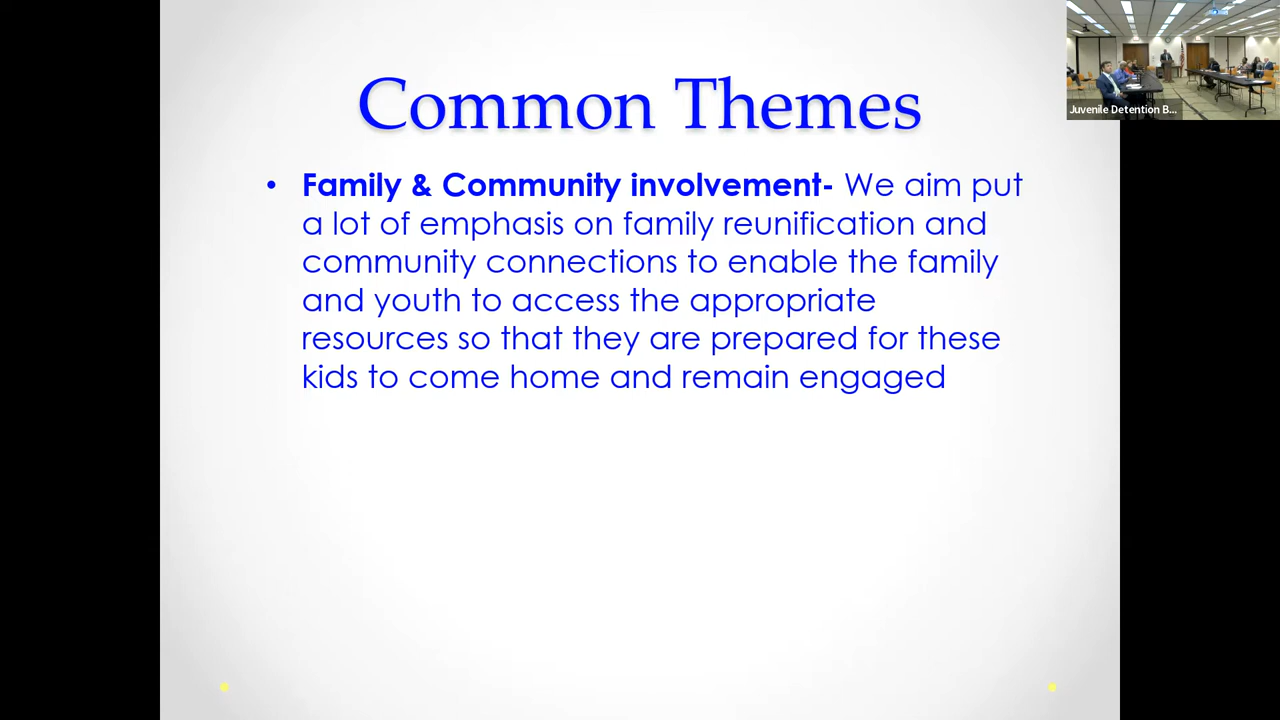 Common Themes
• Family & Community involvement- We aim put
a lot of emphasis on family reunification and
community connections to enable the family
and youth to access the appropriate
resources so that they are prepared for these
kids to come home and remain engaged
Juvenile Detention B...